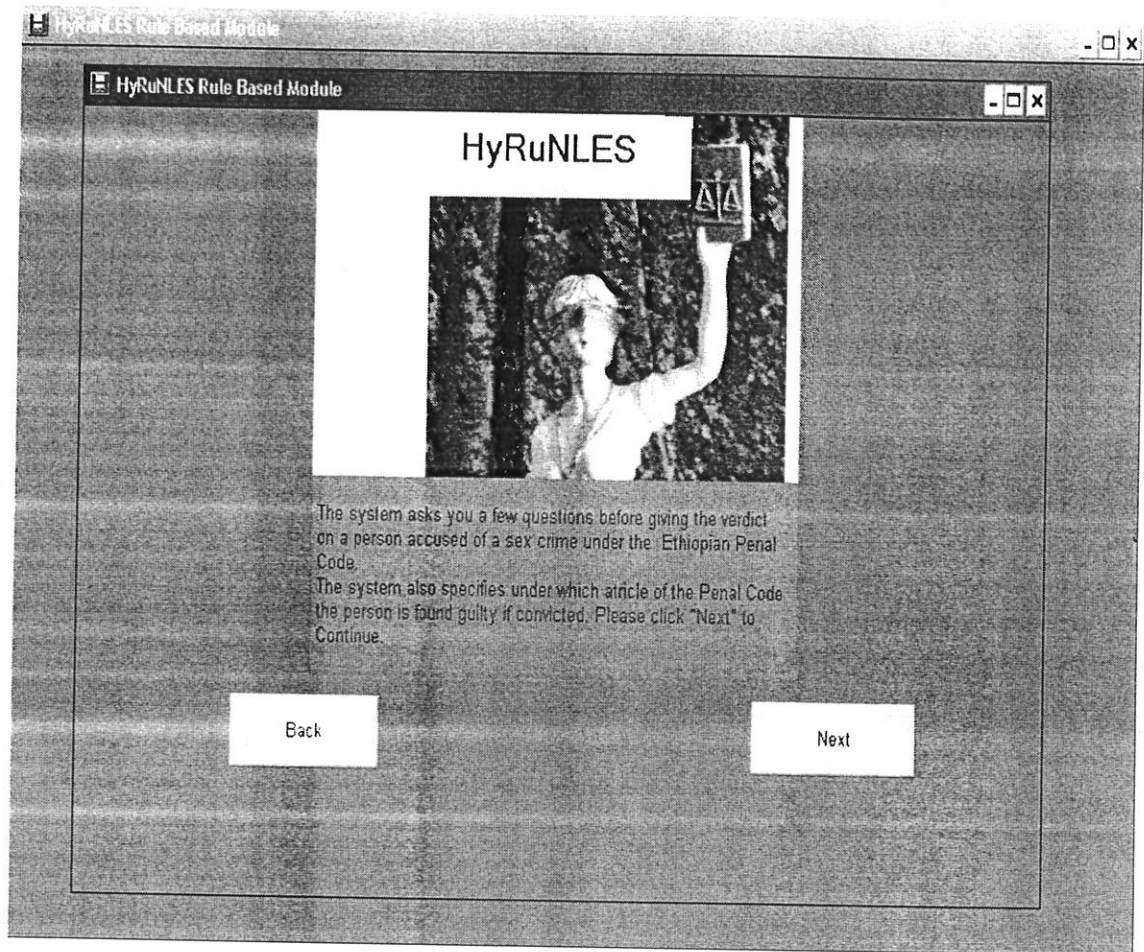 HyRuNLES Rule Based Module
HyRuNLES Rule Based Module
HyRuNLES
The system asks you a few questions before giving the verdict
on a person accused of a sex crime under the Ethiopian Penal
Code.
The system also specifies under which atricle of the Penal Code
the person is found guilty if convicted. Please click "Next" to
Continue.
Back
Next